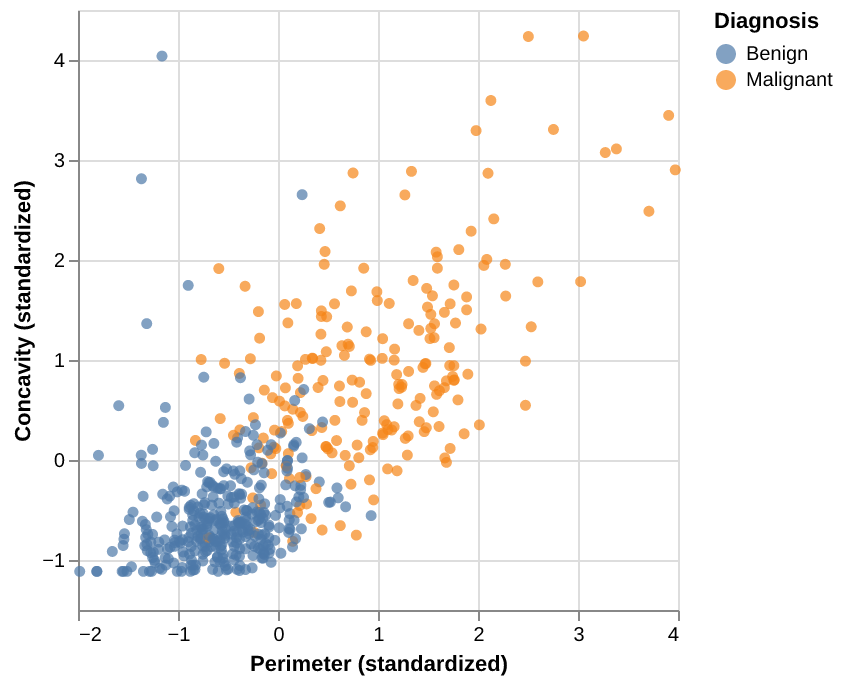 Diagnosis
Benign
Malignant
Concavity (standardized)
4
3
2
1
0
−1
−2 −1 0 1 2 3 4
Perimeter (standardized)